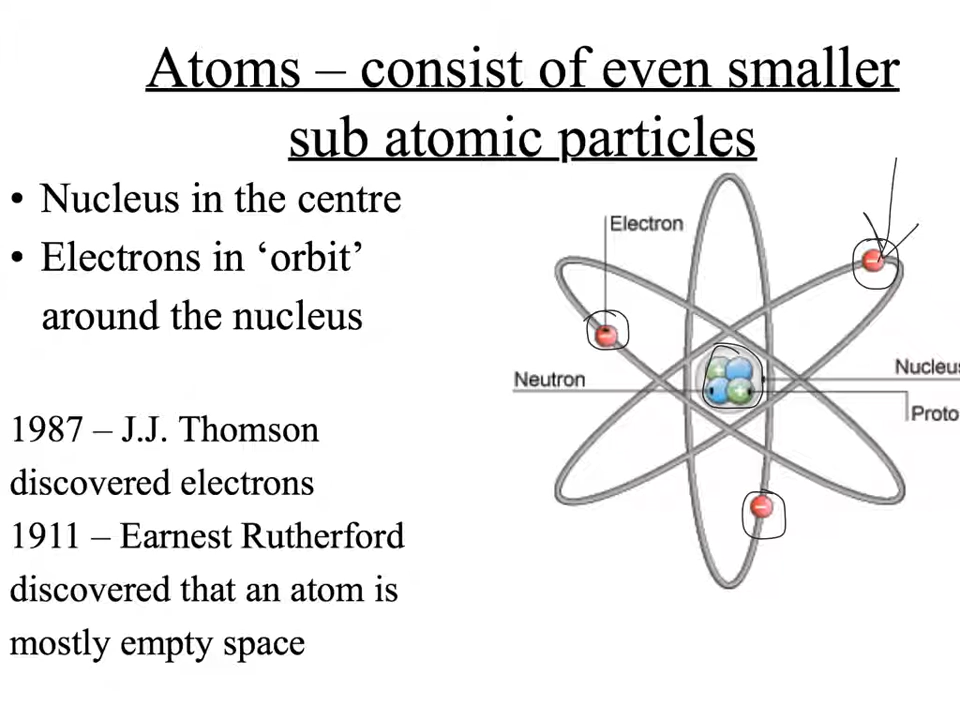 Atoms – consist of even smaller
sub atomic particles
• Nucleus in the centre
• Electrons in ‘orbit’
around the nucleus
1987 – J.J. Thomson
discovered electrons
1911 – Earnest Rutherford
discovered that an atom is
mostly empty space
Electron
Neutron
Nucleus
Proto